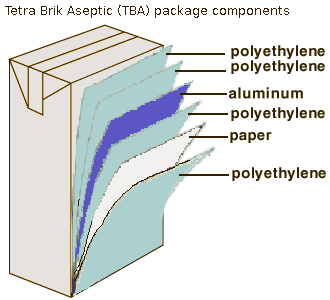 Tetra Brik Aseptic (TBA) package components
polyethylene
polyethylene
aluminum
polyethylene
paper
polyethylene